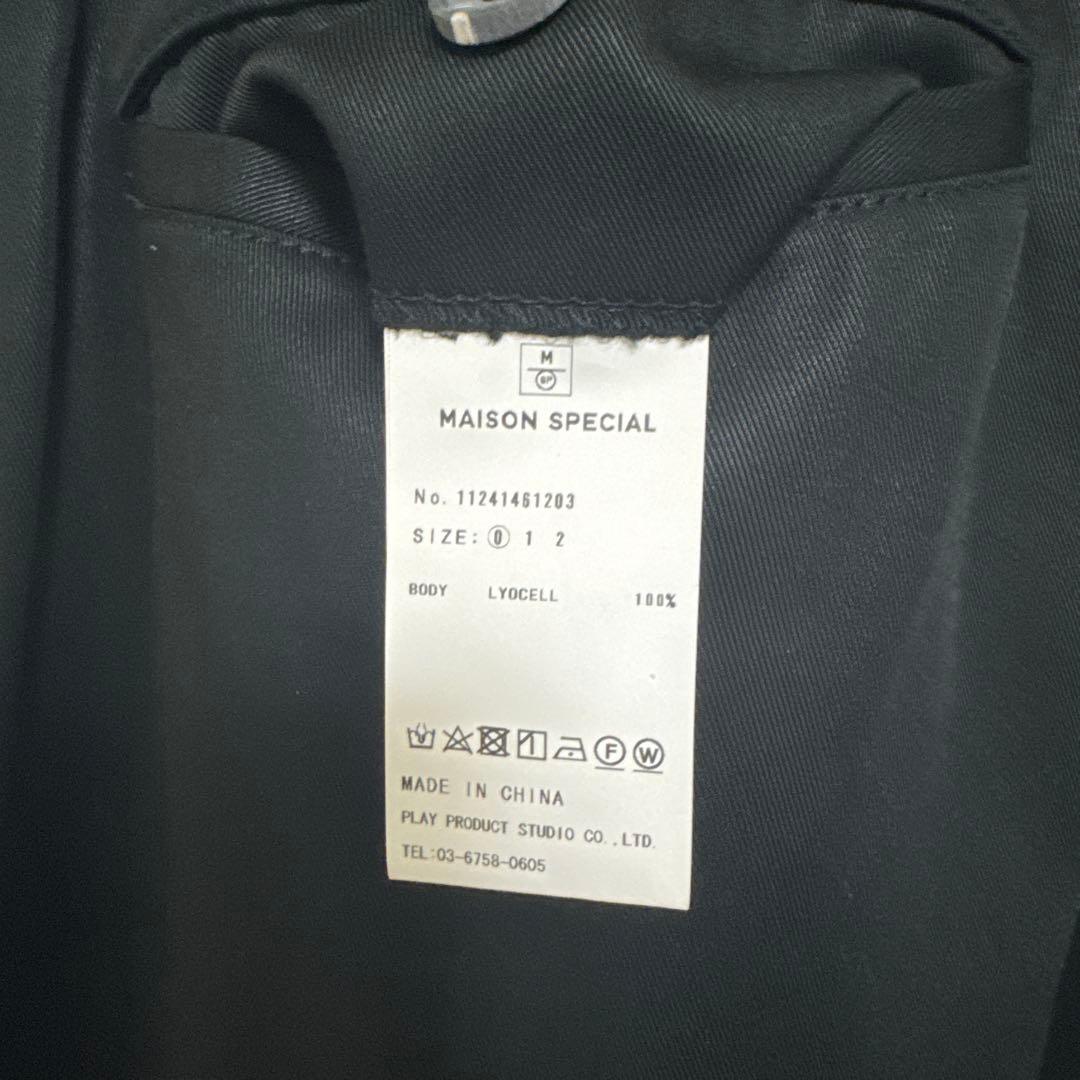 M
SP
MAISON SPECIAL
No. 11241461203
SIZE: ⓪ 1 2
BODY LYOCELL 100%
F W
MADE IN CHINA
PLAY PRODUCT STUDIO CO.,LTD.
TEL:03-6758-0605